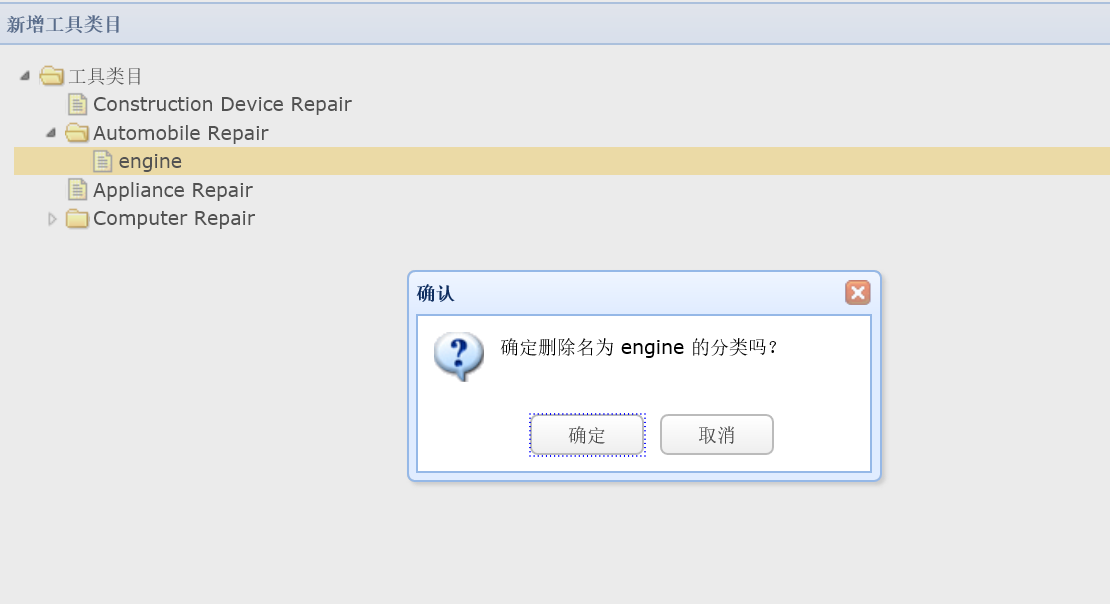 新增工具类目
工具类目
Construction Device Repair
Automobile Repair
engine
Appliance Repair
Computer Repair
确认
确定删除名为 engine 的分类吗?
确定
取消